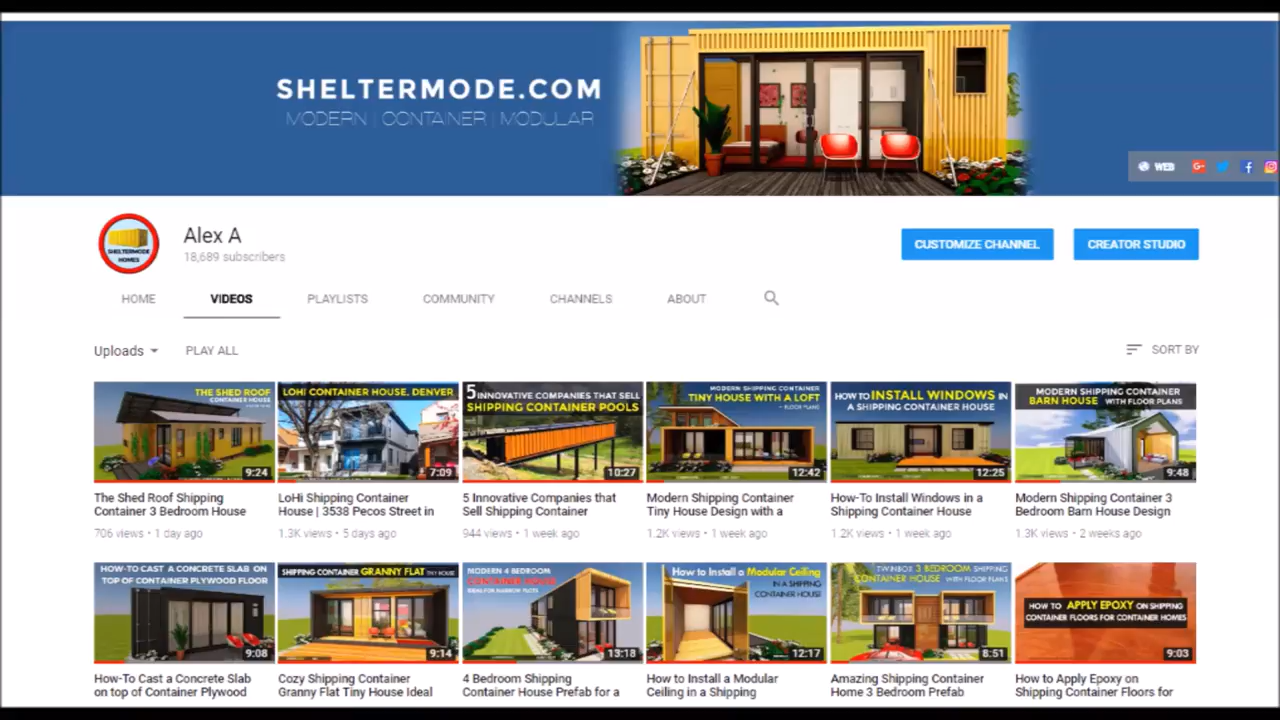 SHELTERMODE.COM
MODERN | CONTAINER | MODULAR
WEB
SHELTERMODE
HOMES
Alex A
18,689 subscribers
CUSTOMIZE CHANNEL
CREATOR STUDIO
HOME
VIDEOS
PLAYLISTS
COMMUNITY
CHANNELS
ABOUT
Uploads
PLAY ALL
SORT BY
THE SHED ROOF
CONTAINER HOUSE
9:24
LOHI CONTAINER HOUSE, DENVER
7:09
5 INNOVATIVE COMPANIES THAT SELL
SHIPPING CONTAINER POOLS
10:27
MODERN SHIPPING CONTAINER
TINY HOUSE WITH A LOFT
+ FLOOR PLANS
12:42
HOW TO INSTALL WINDOWS IN
A SHIPPING CONTAINER HOUSE
12:25
MODERN SHIPPING CONTAINER
BARN HOUSE WITH FLOOR PLANS
9:48
The Shed Roof Shipping
Container 3 Bedroom House
706 views • 1 day ago
LoHi Shipping Container
House | 3538 Pecos Street in
1.3K views • 5 days ago
5 Innovative Companies that
Sell Shipping Container
944 views • 1 week ago
Modern Shipping Container
Tiny House Design with a
1.2K views • 1 week ago
How-To Install Windows in a
Shipping Container House
1.2K views • 1 week ago
Modern Shipping Container 3
Bedroom Barn House Design
1.3K views • 2 weeks ago
HOW-TO CAST A CONCRETE SLAB ON
TOP OF CONTAINER PLYWOOD FLOOR
9:08
SHIPPING CONTAINER GRANNY FLAT TINY HOUSE
9:14
MODERN 4 BEDROOM
CONTAINER HOUSE
IDEAS FOR NARROW PLOTS
13:18
How to Install a Modular Ceiling
IN A SHIPPING
CONTAINER HOUSE
12:17
TWINBOX 3 BEDROOM SHIPPING
CONTAINER HOUSE WITH FLOOR PLANS
8:51
HOW TO APPLY EPOXY ON SHIPPING
CONTAINER FLOORS FOR CONTAINER HOMES
9:03
How-To Cast a Concrete Slab
on top of Container Plywood
Cozy Shipping Container
Granny Flat Tiny House Ideal
4 Bedroom Shipping
Container House Prefab for a
How to Install a Modular
Ceiling in a Shipping
Amazing Shipping Container
Home 3 Bedroom Prefab
How to Apply Epoxy on
Shipping Container Floors for